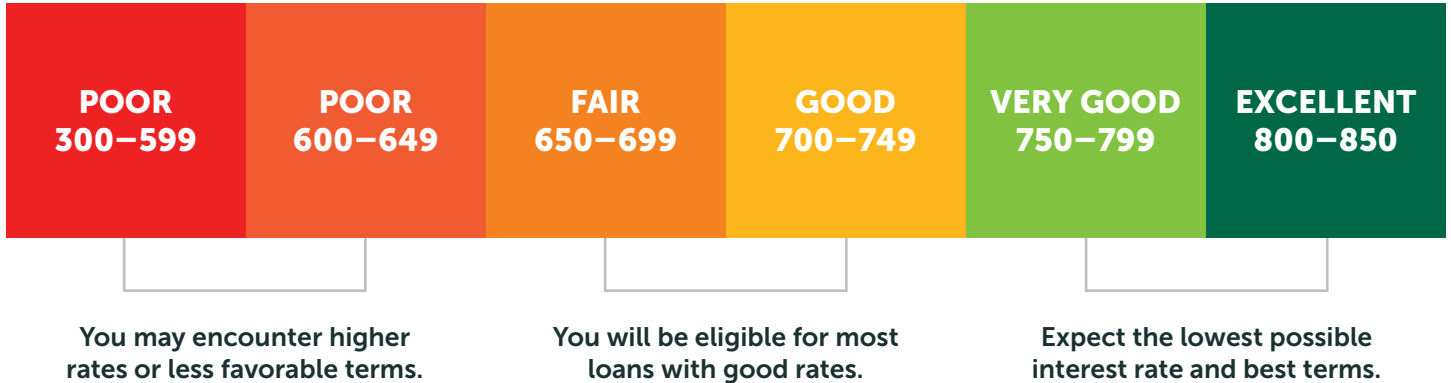 POOR
300–599
POOR
600–649
FAIR
650–699
GOOD
700–749
VERY GOOD
750–799
EXCELLENT
800–850
You may encounter higher
rates or less favorable terms.
You will be eligible for most
loans with good rates.
Expect the lowest possible
interest rate and best terms.